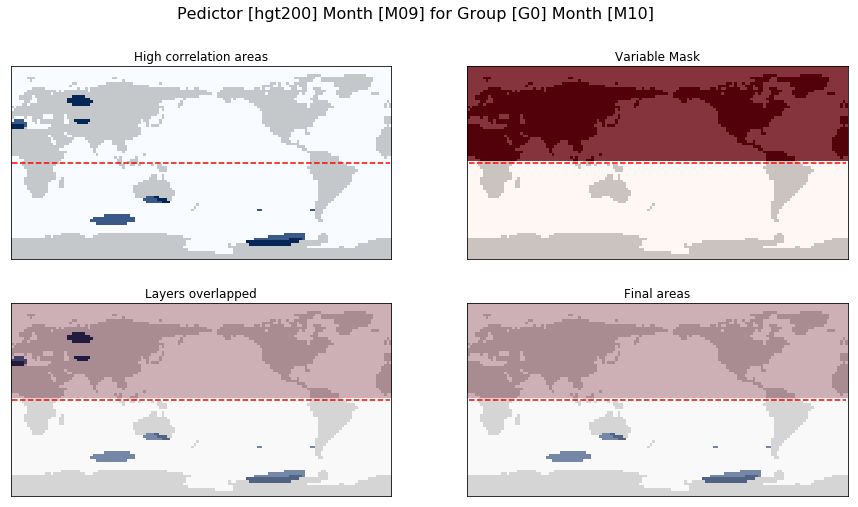 Pedictor [hgt200] Month [M09] for Group [G0] Month [M10]
High correlation areas
Variable Mask
Layers overlapped
Final areas